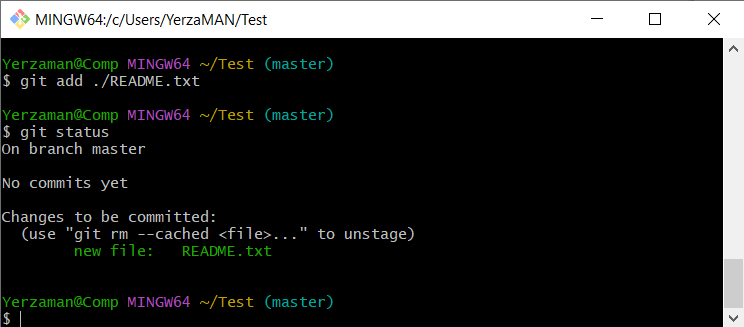 MINGW64:/c/Users/YerzaMAN/Test
Yerzaman@Comp MINGW64 ~/Test (master)
$ git add ./README.txt
Yerzaman@Comp MINGW64 ~/Test (master)
$ git status
On branch master
No commits yet
Changes to be committed:
  (use "git rm --cached <file>..." to unstage)
        new file:   README.txt
Yerzaman@Comp MINGW64 ~/Test (master)
$